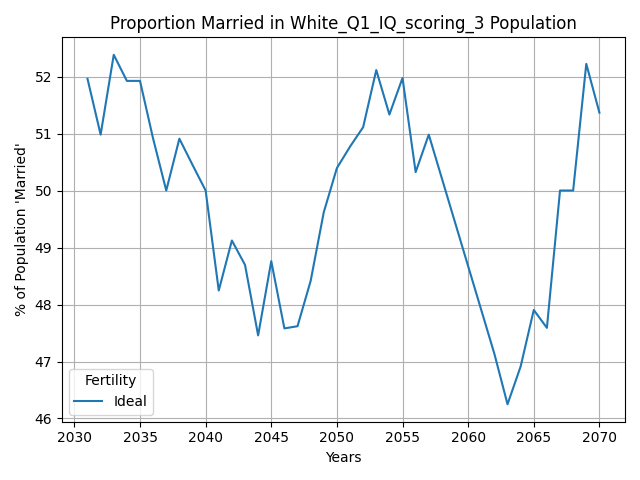 Proportion Married in White_Q1_IQ_scoring_3 Population
% of Population 'Married'
52
51
50
49
48
47
46
Fertility
Ideal
2030 2035 2040 2045 2050 2055 2060 2065 2070
Years